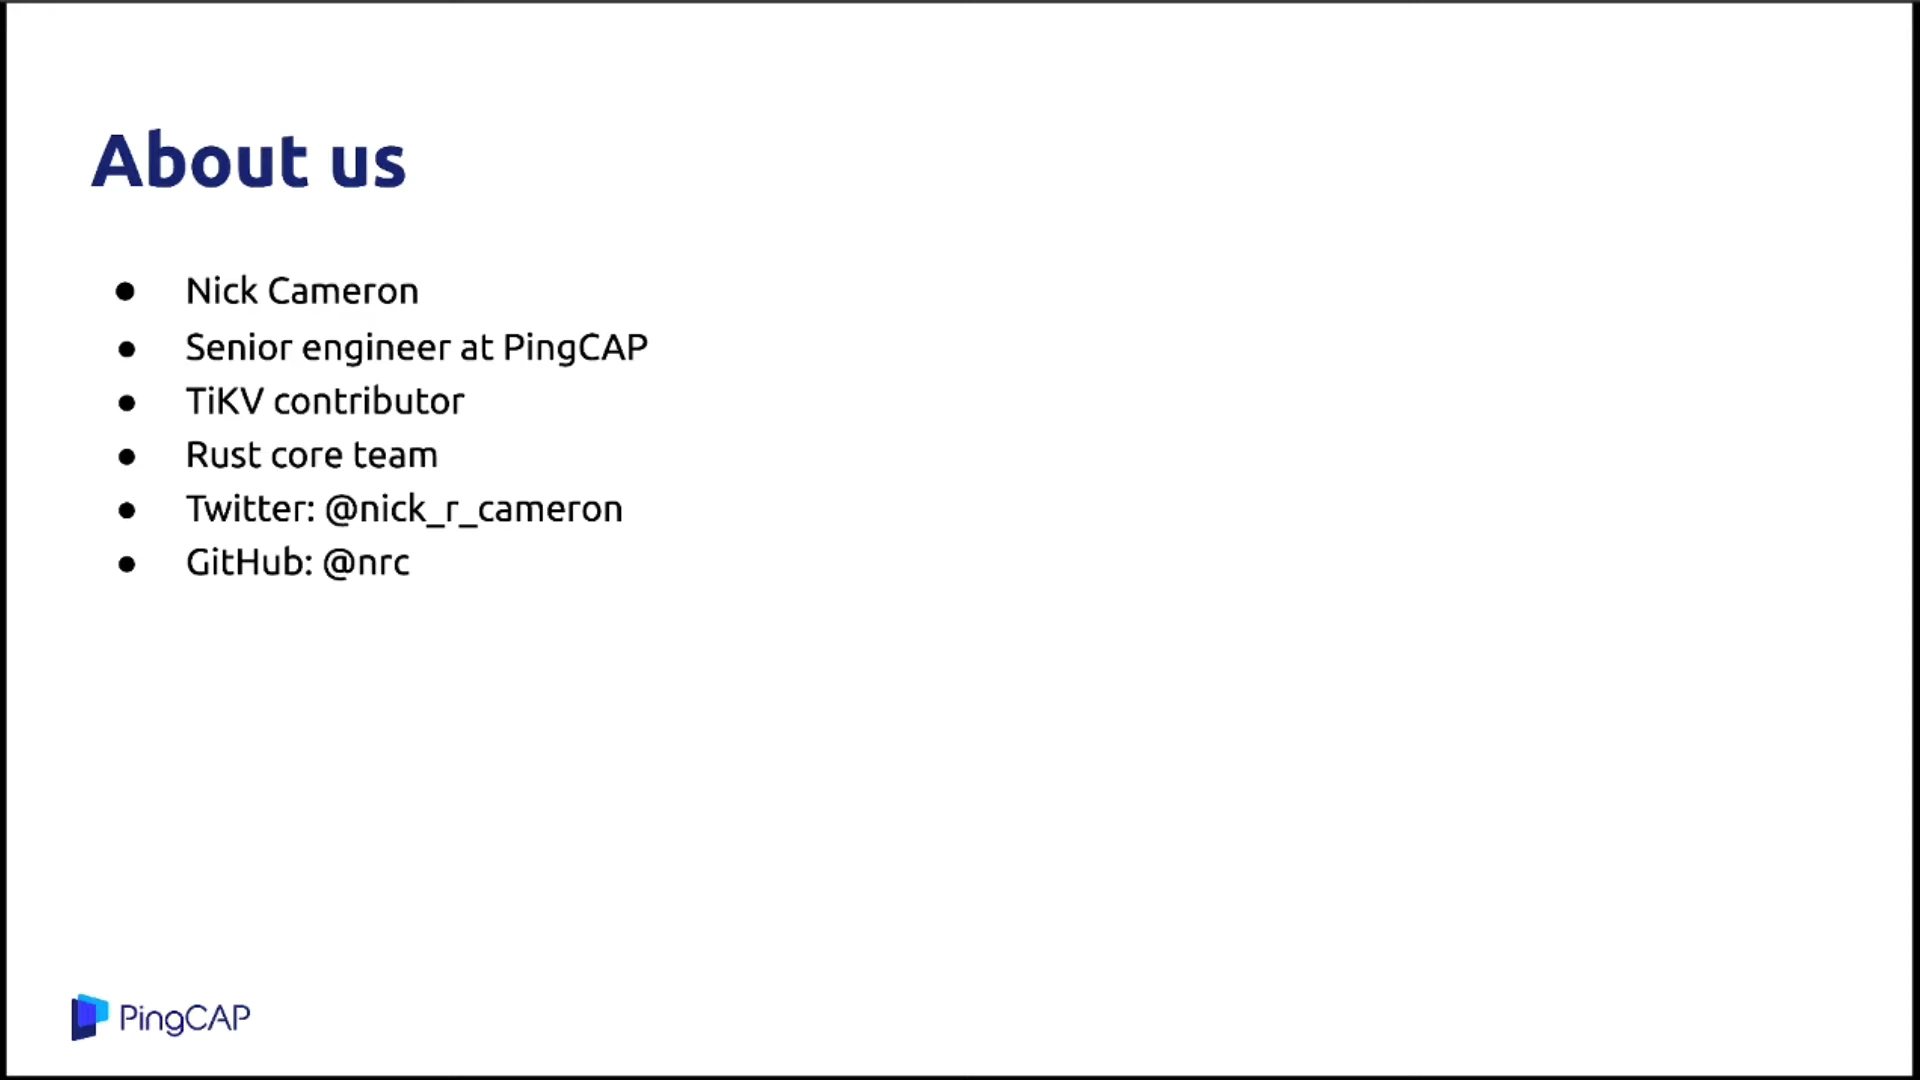 About us
● Nick Cameron
● Senior engineer at PingCAP
● TiKV contributor
● Rust core team
● Twitter: @nick_r_cameron
● GitHub: @nrc
PingCAP